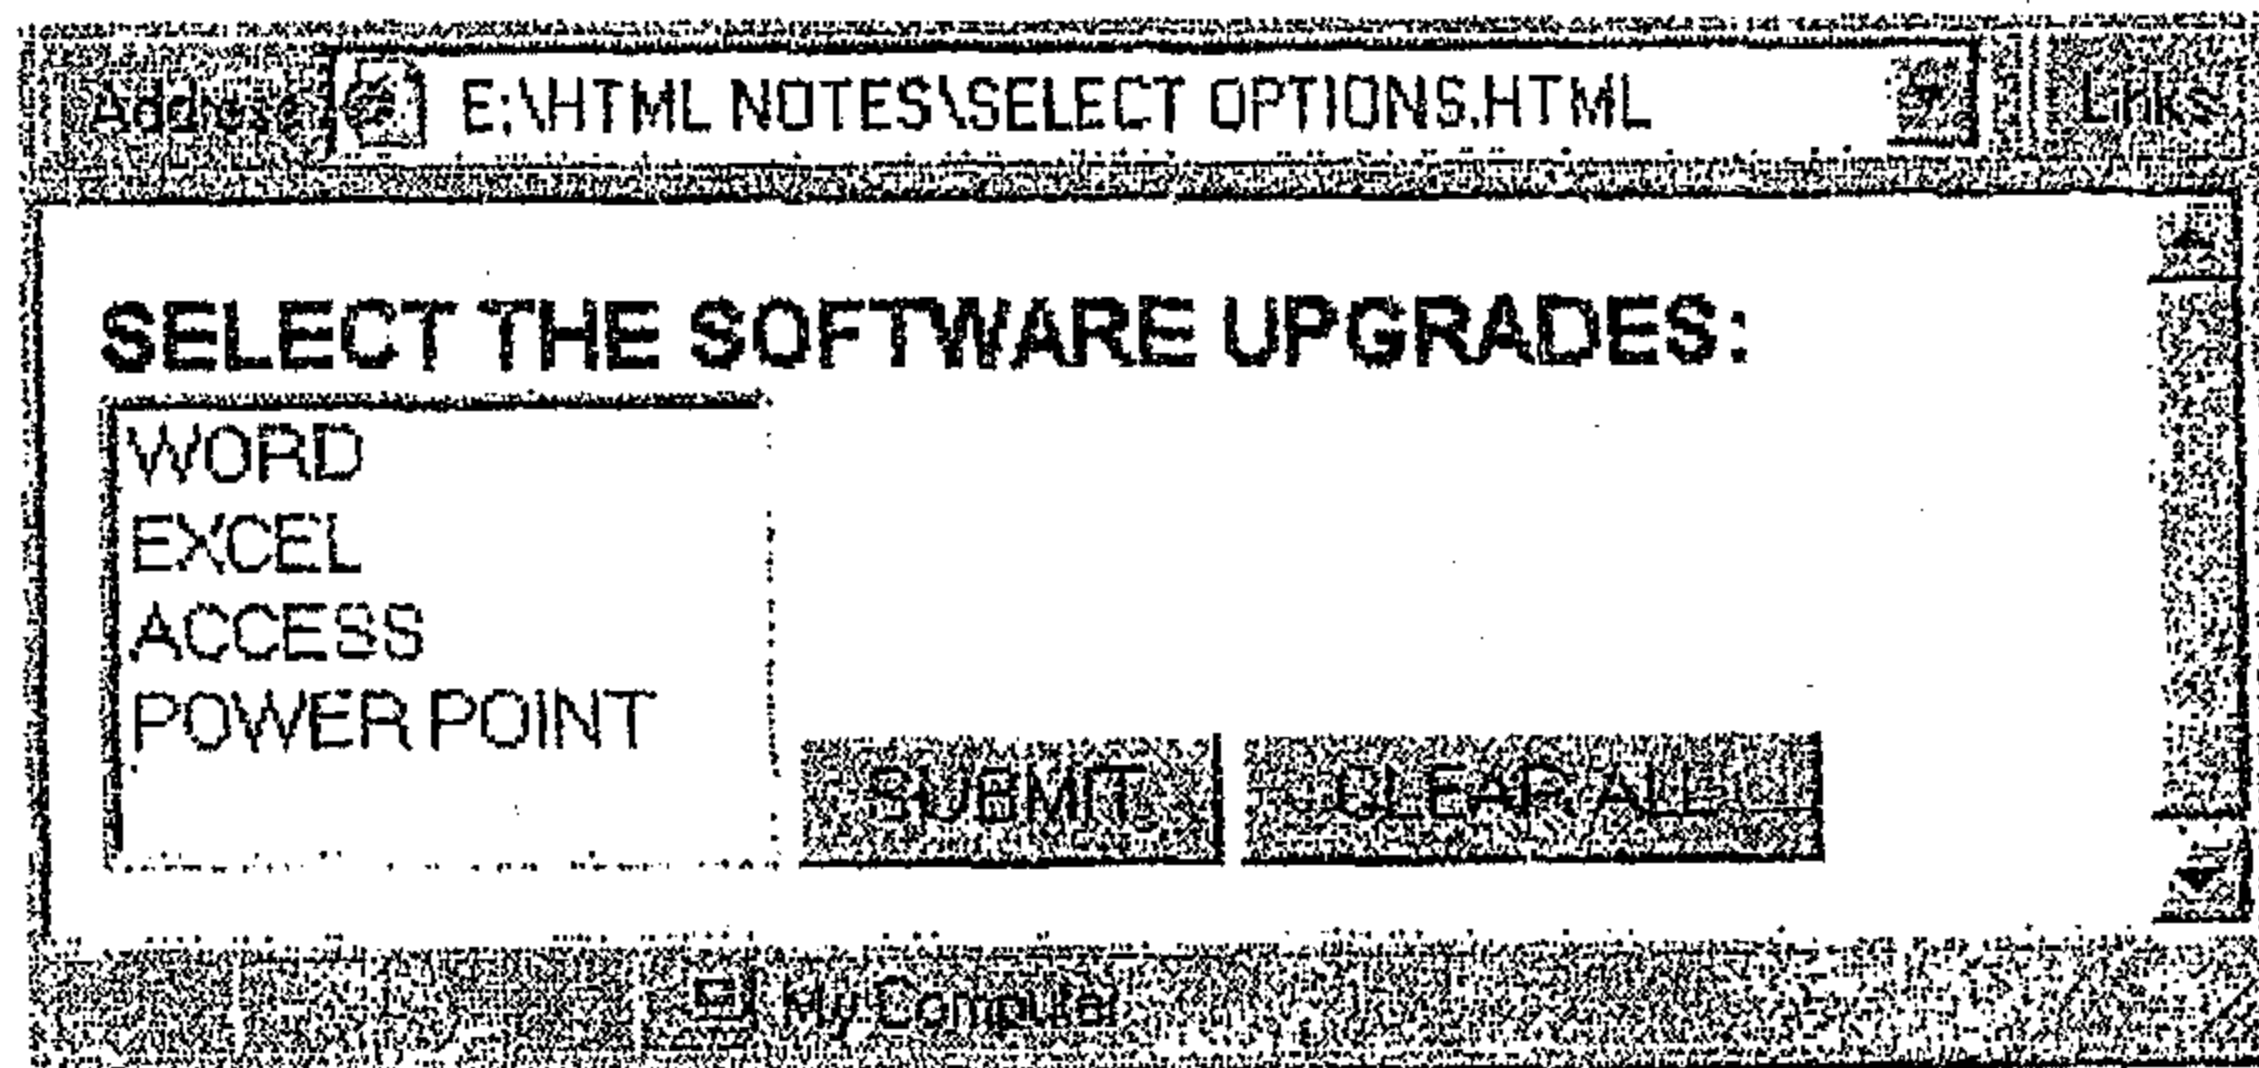 Address E:\HTML NOTES\SELECT OPTIONS.HTML Links
SELECT THE SOFTWARE UPGRADES:
WORD
EXCEL
ACCESS
POWER POINT
SUBMIT CLEAR ALL
My Computer